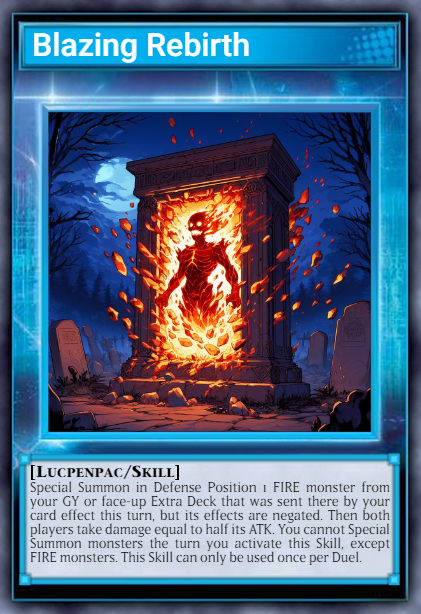 Blazing Rebirth
[Lucpenpac/Skill]
Special Summon in Defense Position 1 FIRE monster from
your GY or face-up Extra Deck that was sent there by your
card effect this turn, but its effects are negated. Then both
players take damage equal to half its ATK. You cannot Special
Summon monsters the turn you activate this Skill, except
FIRE monsters. This Skill can only be used once per Duel.